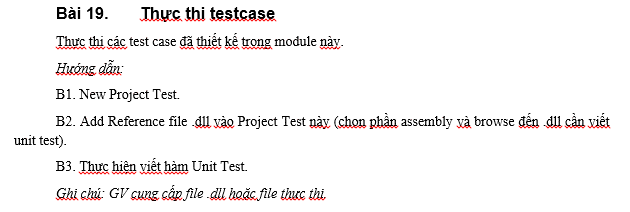 Bài 19. Thực thi testcase
Thực thi các test case đã thiết kế trong module này.
Hướng dẫn:
B1. New Project Test.
B2. Add Reference file .dll vào Project Test này (chọn phần assembly và browse đến .dll cần viết
unit test).
B3. Thực hiện viết hàm Unit Test.
Ghi chú: GV cung cấp file .dll hoặc file thực thi.